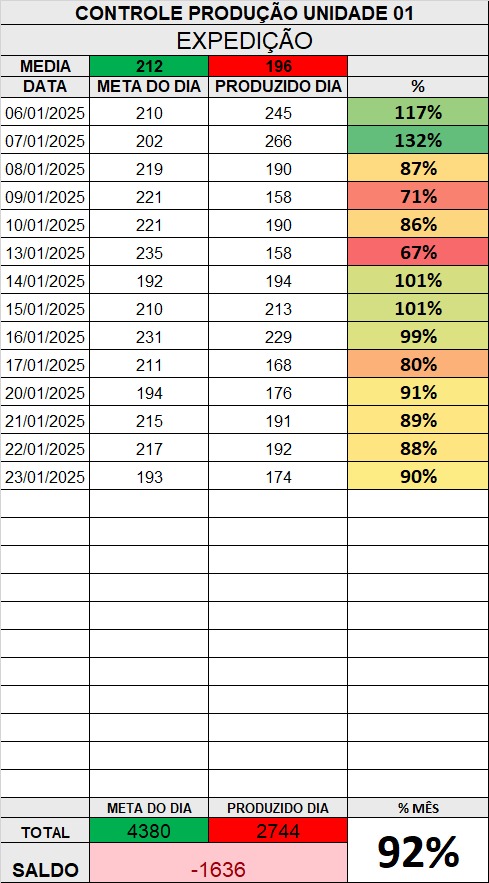 CONTROLE PRODUÇÃO UNIDADE 01
EXPEDIÇÃO
MEDIA 212 196
DATA META DO DIA PRODUZIDO DIA %
06/01/2025 210 245 117%
07/01/2025 202 266 132%
08/01/2025 219 190 87%
09/01/2025 221 158 71%
10/01/2025 221 190 86%
13/01/2025 235 158 67%
14/01/2025 192 194 101%
15/01/2025 210 213 101%
16/01/2025 231 229 99%
17/01/2025 211 168 80%
20/01/2025 194 176 91%
21/01/2025 215 191 89%
22/01/2025 217 192 88%
23/01/2025 193 174 90%
META DO DIA PRODUZIDO DIA % MÊS
TOTAL 4380 2744 92%
SALDO -1636